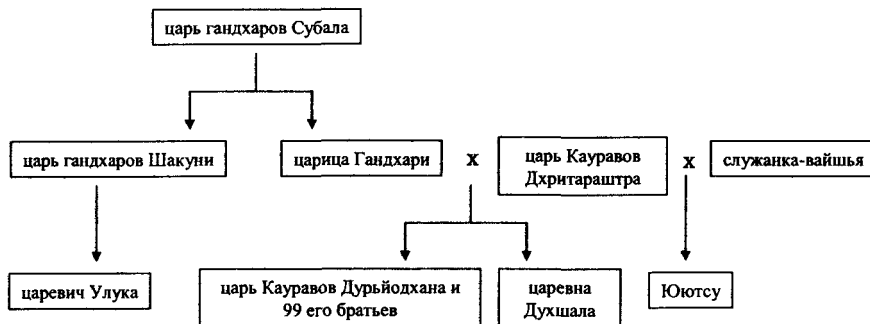 царь гандхаров Субала
царь гандхаров Шакуни
царица Гандхари
x
царь Кауравов
Дхритараштра
x
служанка-вайшья
царевич Улука
царь Кауравов Дурьйодхана и
99 его братьев
царевна
Духшала
Ююотсу